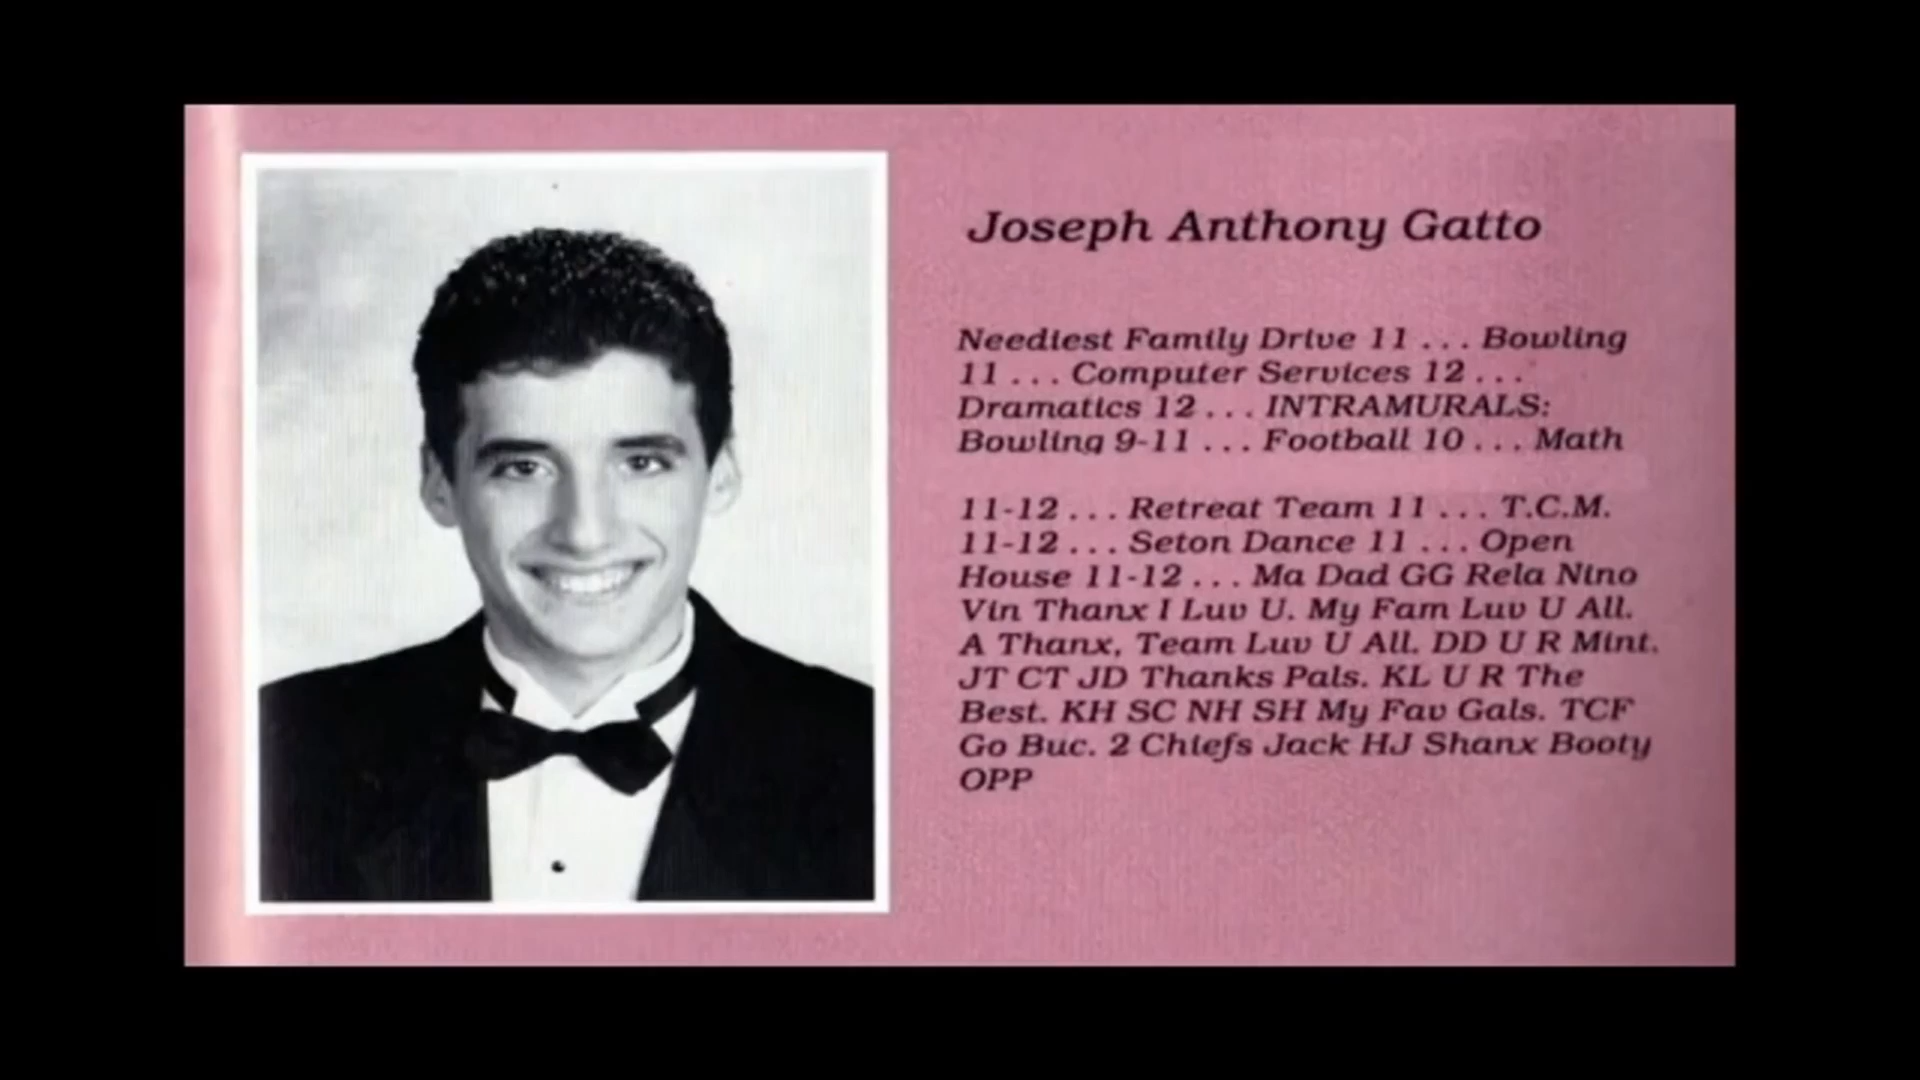 Joseph Anthony Gatto
Neediest Family Drive 11 . . . Bowling
11 . . . Computer Services 12 . . .
Dramatics 12 . . . INTRAMURALS:
Bowling 9-11 . . . Football 10 . . . Math
11-12 . . . Retreat Team 11 . . . T.C.M.
11-12 . . . Seton Dance 11 . . . Open
House 11-12 . . . Ma Dad GG Rela Nino
Vin Thanx I Luv U. My Fam Luv U All.
A Thanx, Team Luv U All. DD U R Mint.
JT CT JD Thanks Pals. KL U R The
Best. KH SC NH SH My Fav Gals. TCF
Go Buc. 2 Chiefs Jack HJ Shanx Booty
OPP